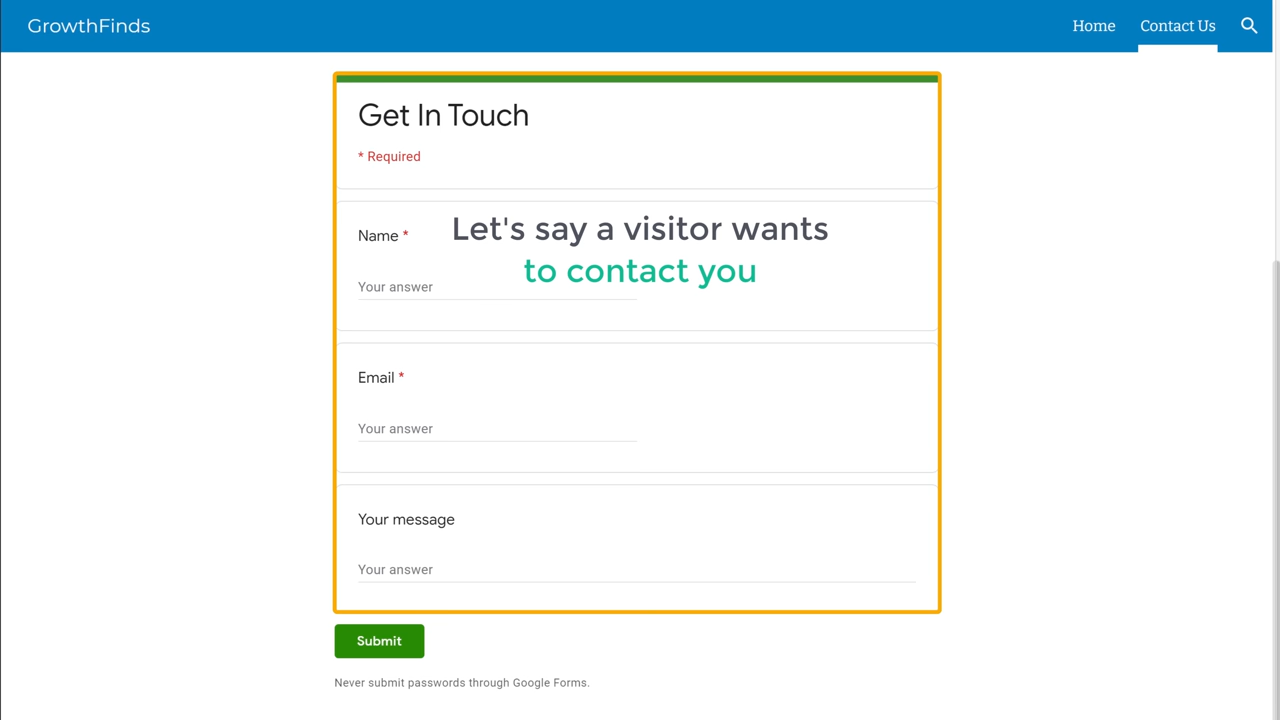 GrowthFinds
Home
Contact Us
Get In Touch
* Required
Name *
Let's say a visitor wants
to contact you
Your answer
Email *
Your answer
Your message
Your answer
Submit
Never submit passwords through Google Forms.